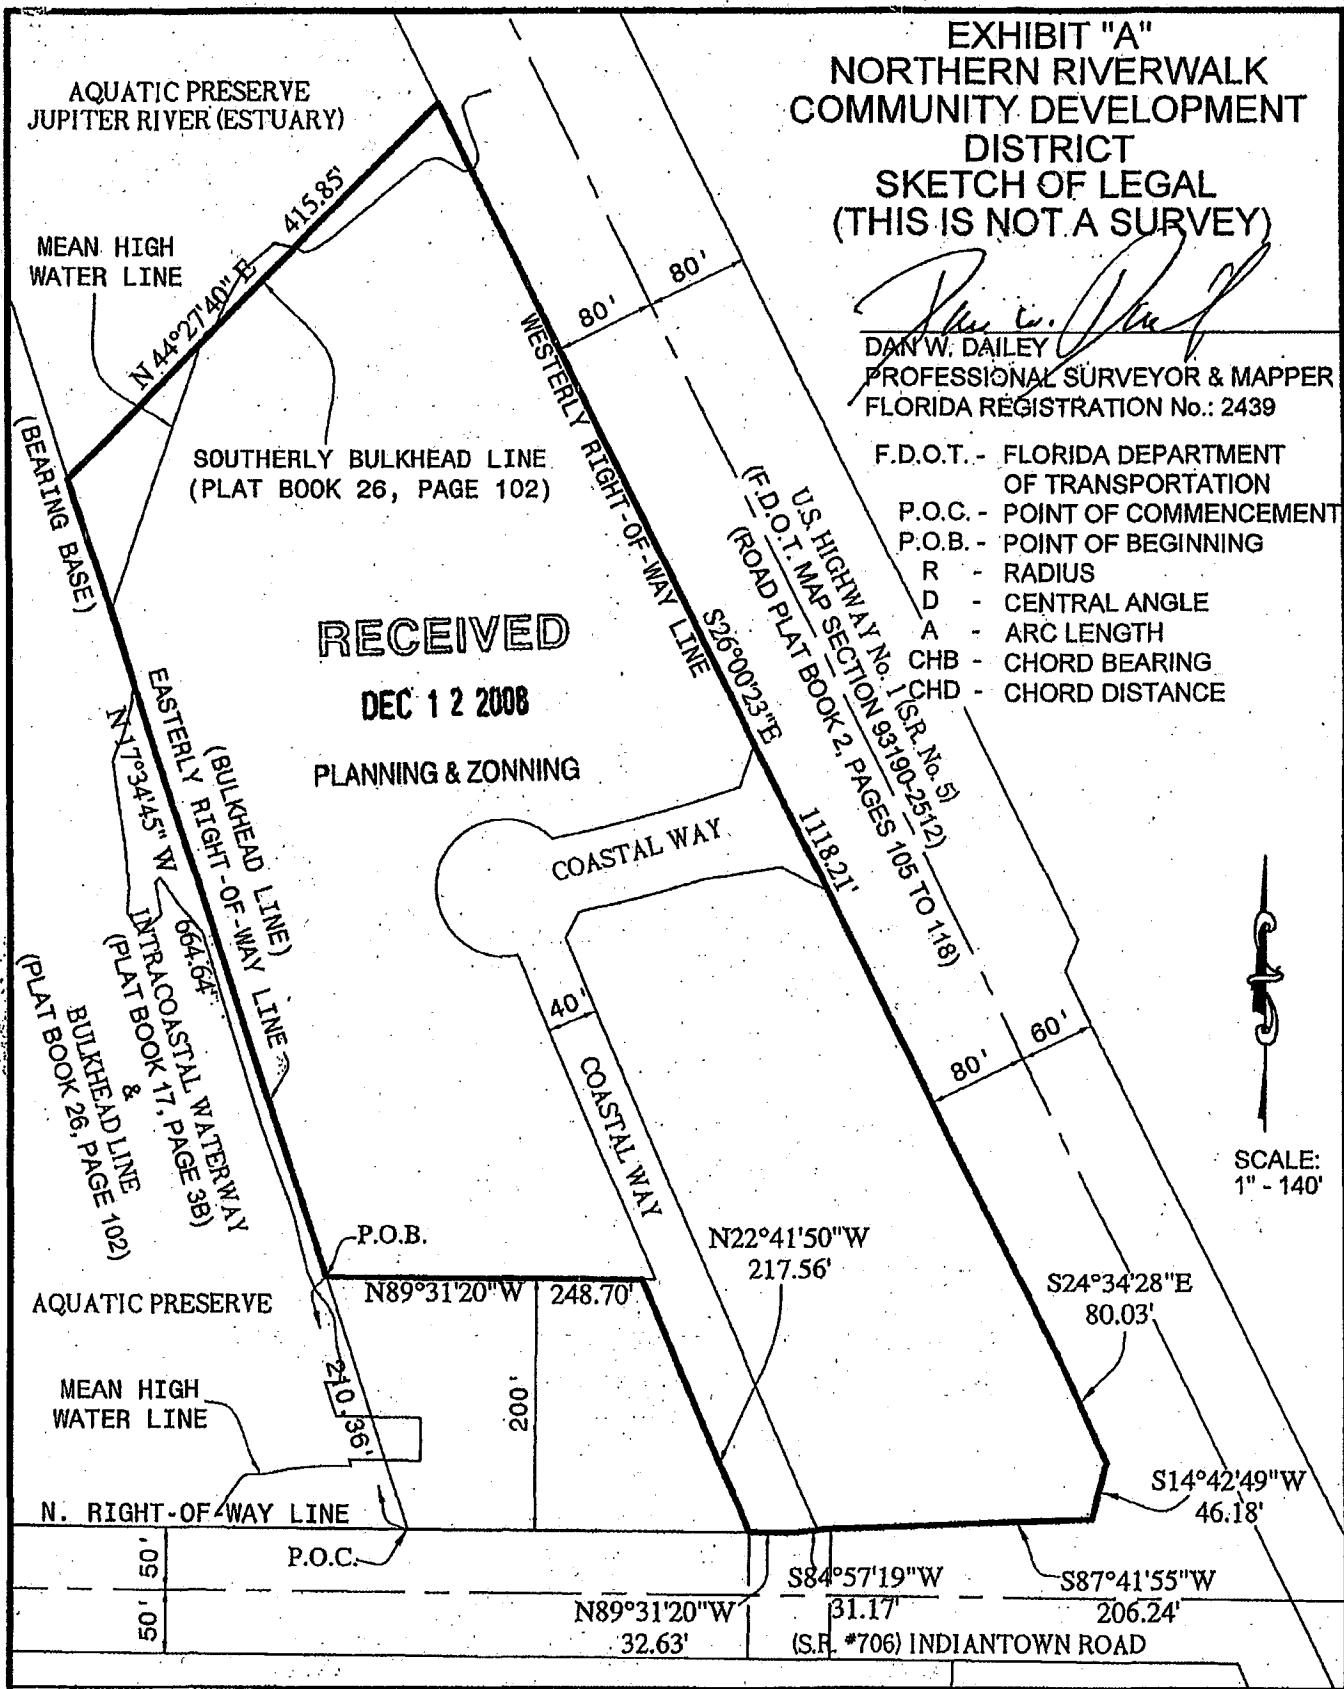 EXHIBIT "A"
NORTHERN RIVERWALK
COMMUNITY DEVELOPMENT
DISTRICT
SKETCH OF LEGAL
(THIS IS NOT A SURVEY)
DAN W. DAILEY
PROFESSIONAL SURVEYOR & MAPPER
FLORIDA REGISTRATION No.: 2439
F.D.O.T. - FLORIDA DEPARTMENT
OF TRANSPORTATION
P.O.C. - POINT OF COMMENCEMENT
P.O.B. - POINT OF BEGINNING
R - RADIUS
D - CENTRAL ANGLE
A - ARC LENGTH
CHB - CHORD BEARING
CHD - CHORD DISTANCE
AQUATIC PRESERVE
JUPITER RIVER (ESTUARY)
MEAN HIGH
WATER LINE
N 44°27'40" E
415.85'
SOUTHERLY BULKHEAD LINE
(PLAT BOOK 26, PAGE 102)
(BEARING BASE)
80'
80'
WESTERLY RIGHT-OF-WAY LINE
S26°00'23"E
1118.21'
U.S. HIGHWAY No. 1 (S.R. No. 5)
(F.D.O.T. MAP SECTION 93190-2512)
(ROAD PLAT BOOK 2, PAGES 105 TO 118)
RECEIVED
DEC 12 2008
PLANNING & ZONNING
(BULKHEAD LINE)
EASTERLY RIGHT-OF-WAY LINE
N 17°34'45" W
664.64'
INTRACOASTAL WATERWAY
(PLAT BOOK 17, PAGE 3B)
&
BULKHEAD LINE
(PLAT BOOK 26, PAGE 102)
COASTAL WAY
40'
COASTAL WAY
80'
60'
SCALE:
1" - 140'
P.O.B.
N89°31'20"W 248.70'
N22°41'50"W
217.56'
S24°34'28"E
80.03'
AQUATIC PRESERVE
MEAN HIGH
WATER LINE
210.36'
200'
S14°42'49"W
46.18'
N. RIGHT-OF-WAY LINE
P.O.C.
50'
50'
N89°31'20"W
32.63'
S84°57'19"W
31.17'
S87°41'55"W
206.24'
(S.R. #706) INDIANTOWN ROAD